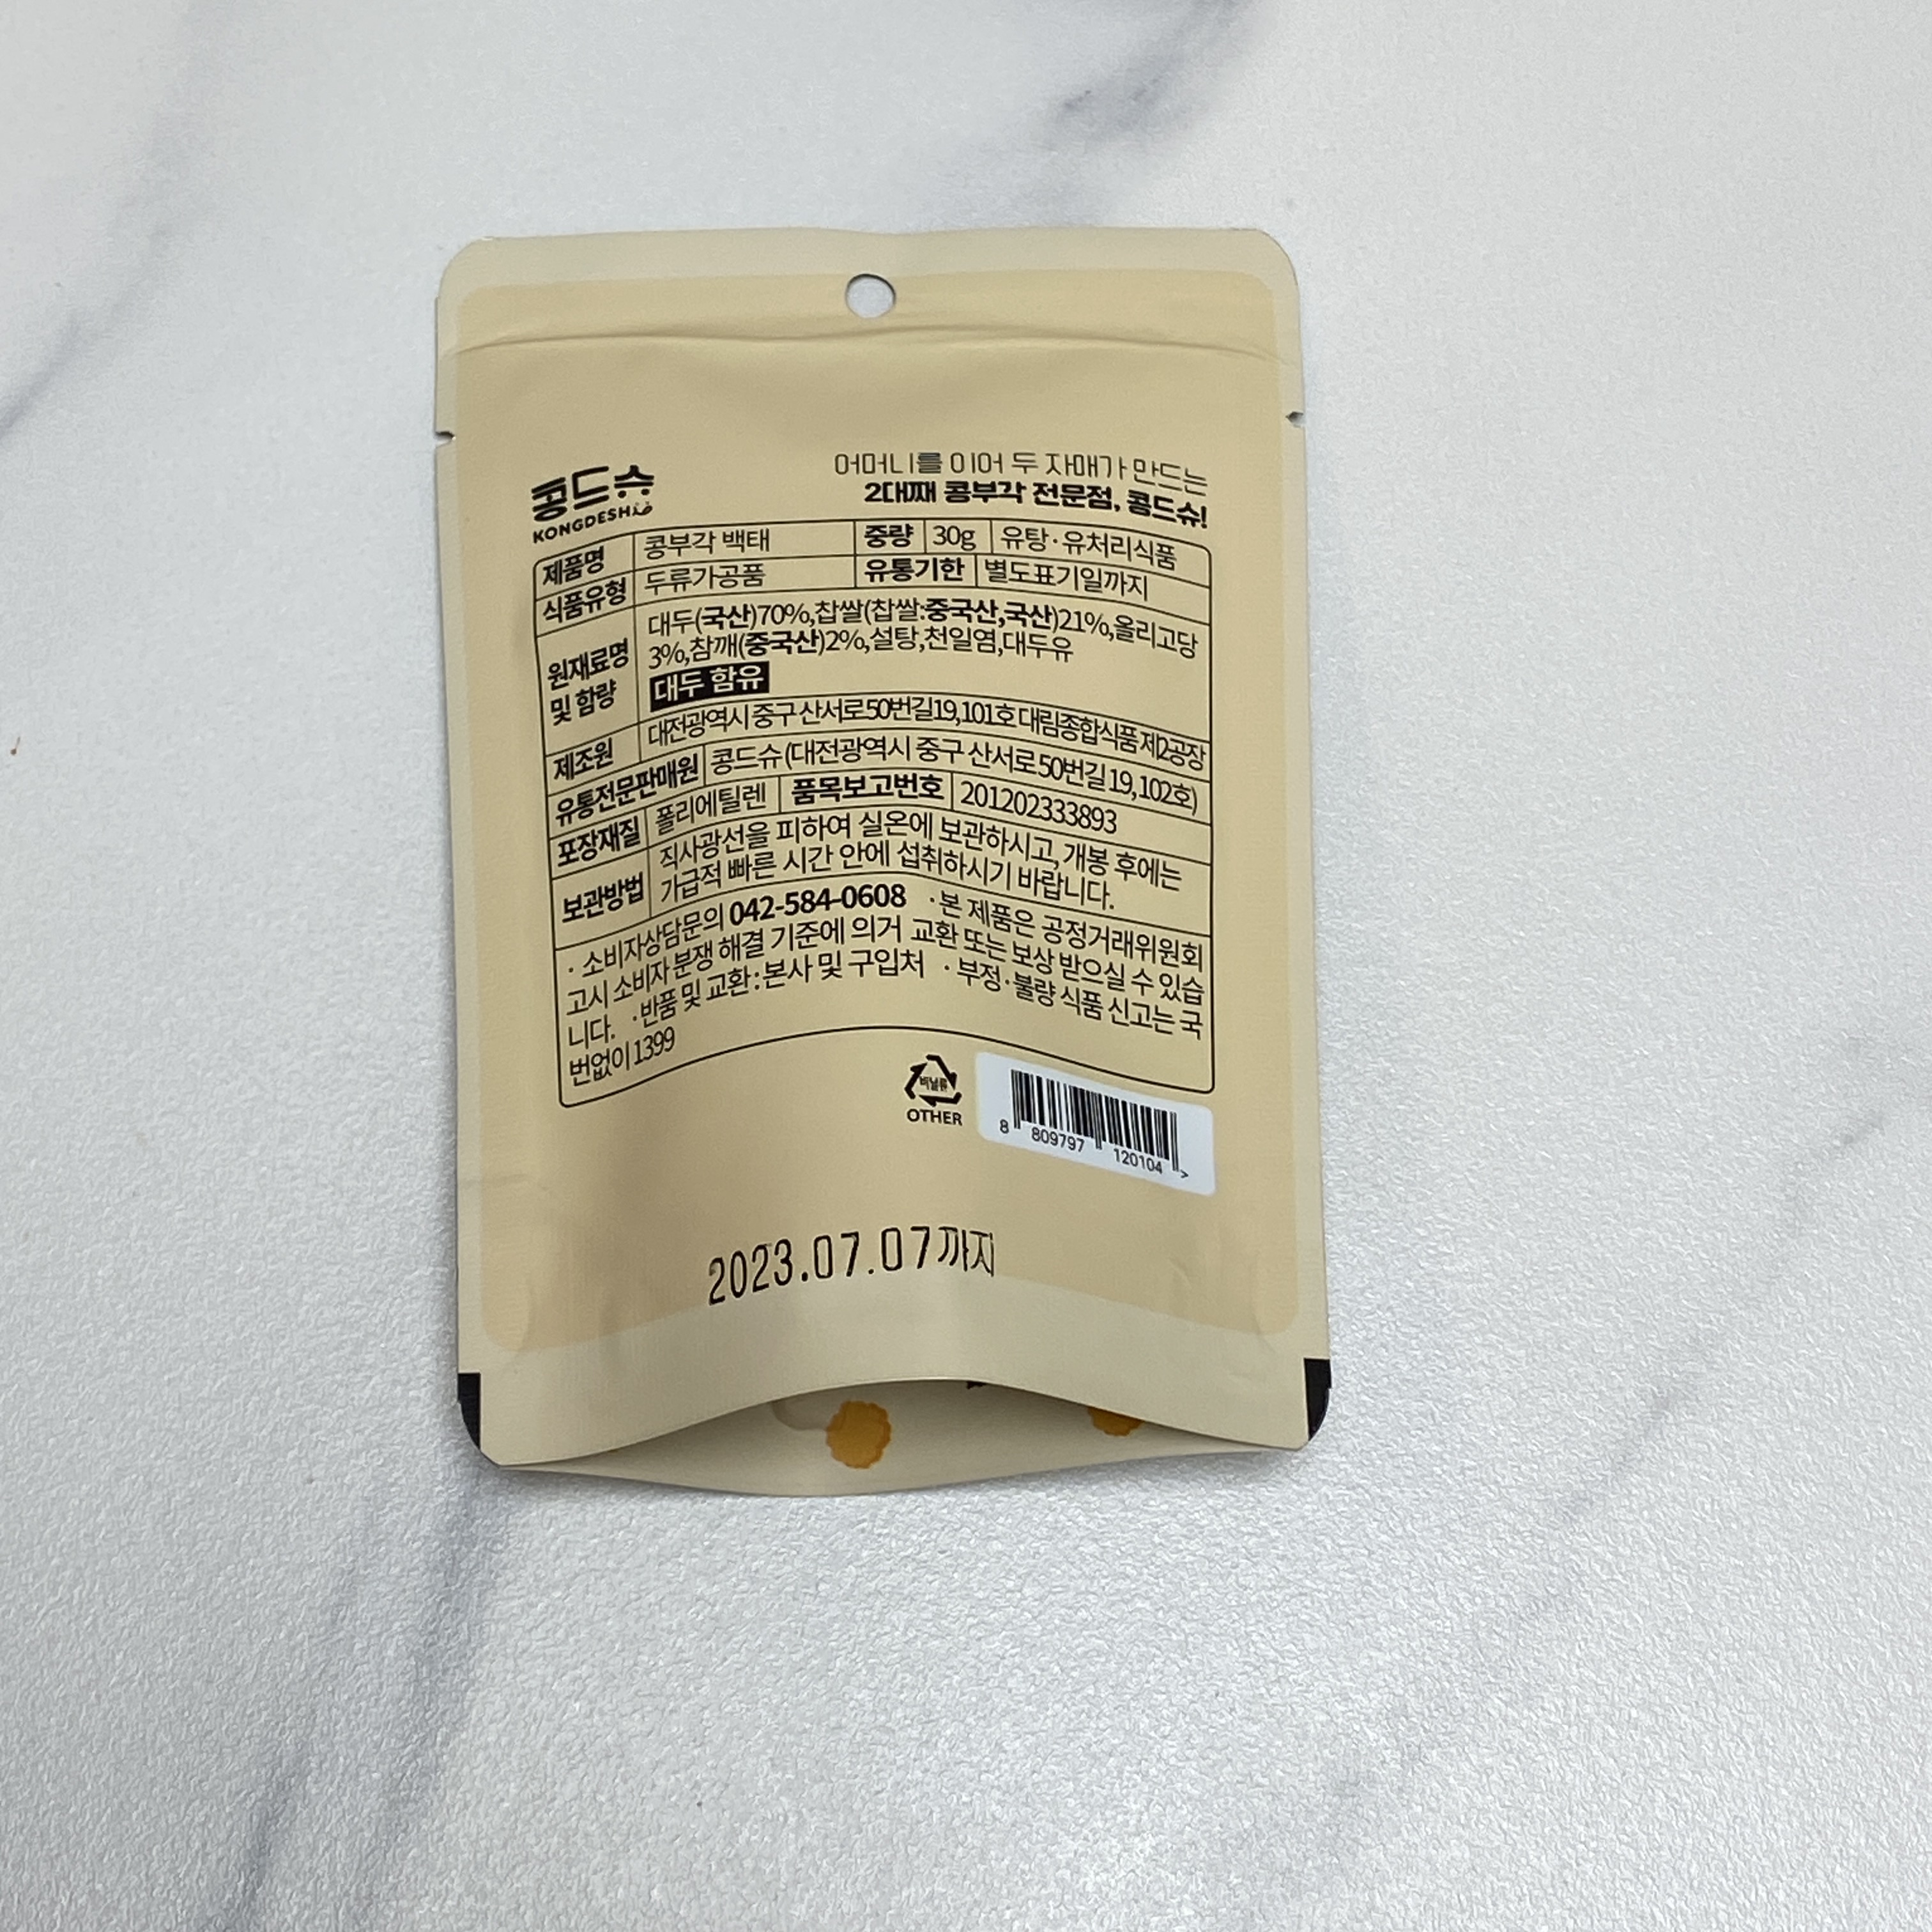 콩드슈
KONGDESHU
어머니를 이어 두 자매가 만드는
2대째 콩부각 전문점, 콩드슈!
제품명 콩부각 백태 중량 30g 유탕·유처리식품
식품유형 두류가공품 유통기한 별도표기일까지
원재료명 및 함량
대두(국산)70%,찹쌀(찹쌀:중국산,국산)21%,올리고당
3%,참깨(중국산)2%,설탕,천일염,대두유
대두 함유
제조원 대전광역시 중구 산서로50번길19,101호 대림종합식품 제2공장
유통전문판매원 콩드슈 (대전광역시 중구 산서로 50번길 19, 102호)
포장재질 폴리에틸렌 품목보고번호 201202333893
보관방법 직사광선을 피하여 실온에 보관하시고, 개봉 후에는
가급적 빠른 시간 안에 섭취하시기 바랍니다.
· 소비자상담문의 042-584-0608 ·본 제품은 공정거래위원회
고시 소비자 분쟁 해결 기준에 의거 교환 또는 보상 받으실 수 있습
니다. ·반품 및 교환:본사 및 구입처 ·부정·불량 식품 신고는 국
번없이 1399
비닐류
OTHER
8 809797 120104 >
2023.07.07까지